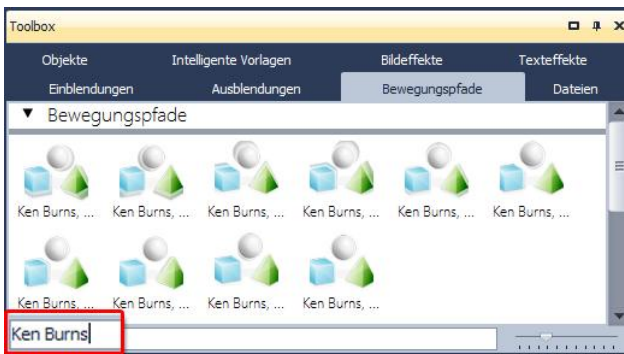 Toolbox
Objekte Intelligente Vorlagen Bildeffekte Texteffekte
Einblendungen Ausblendungen Bewegungspfade Dateien
Bewegungspfade
Ken Burns, ... Ken Burns, ... Ken Burns, ... Ken Burns, ... Ken Burns, ... Ken Burns, ...
Ken Burns, ... Ken Burns, ... Ken Burns, ... Ken Burns, ...
Ken Burns